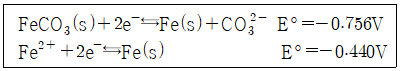 FeCO₃(s)+2e⁻⇆Fe(s)+CO₃²⁻ E°=-0.756V
Fe²⁺+2e⁻⇆Fe(s) E°=-0.440V